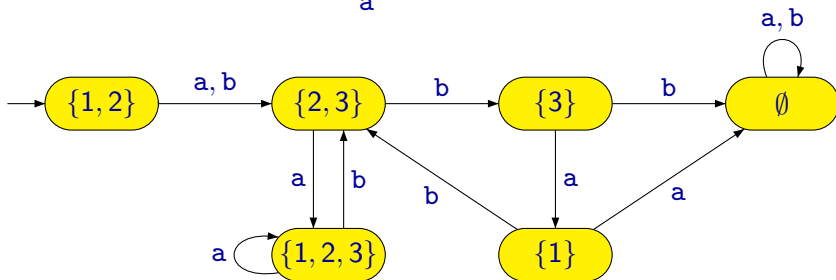 a
a, b
a, b
{1, 2}
{2, 3}
b
{3}
b
∅
a
b
b
a
a
a
{1, 2, 3}
{1}